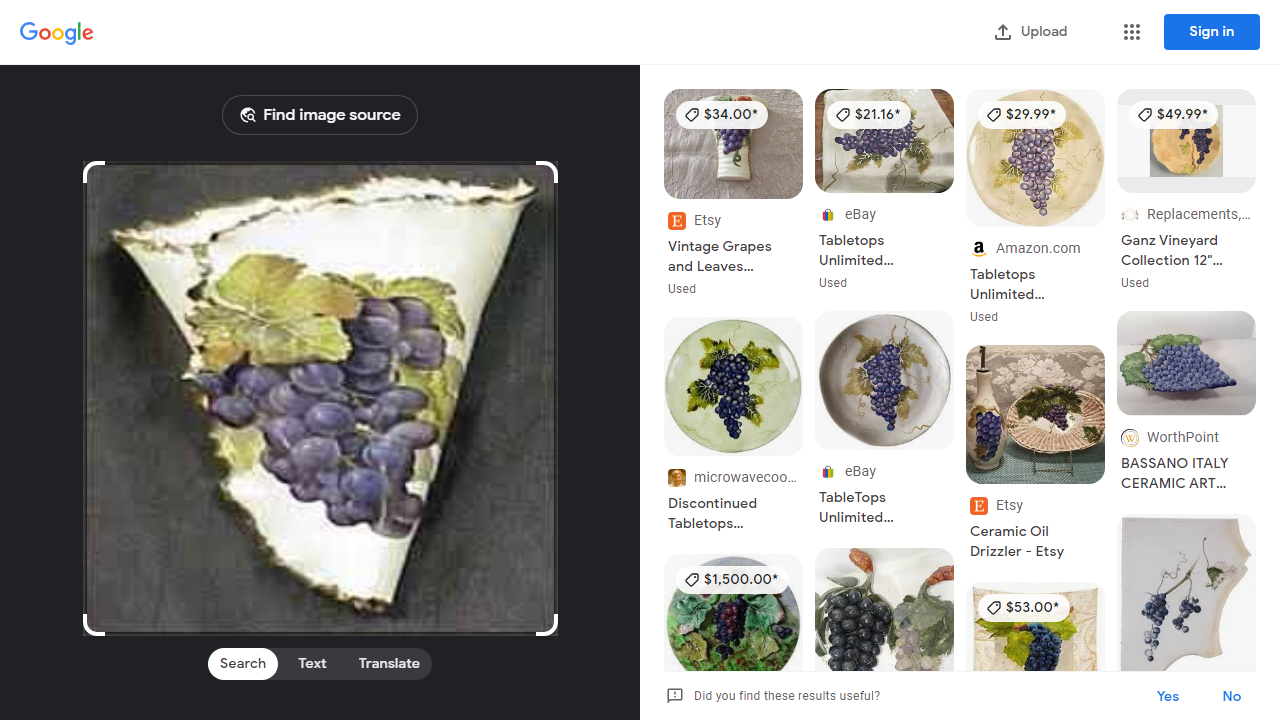 Google
Upload
Sign in
Find image source
Search
Text
Translate
$34.00*
Etsy
Vintage Grapes
and Leaves...
Used
$21.16*
eBay
Tabletops
Unlimited...
Used
$29.99*
Amazon.com
Tabletops
Unlimited...
Used
$49.99*
Replacements,...
Ganz Vineyard
Collection 12"...
Used
microwavecoo...
Discontinued
Tabletops...
eBay
TableTops
Unlimited...
Etsy
Ceramic Oil
Drizzler - Etsy
WorthPoint
BASSANO ITALY
CERAMIC ART...
$1,500.00*
$53.00*
Did you find these results useful?
Yes
No